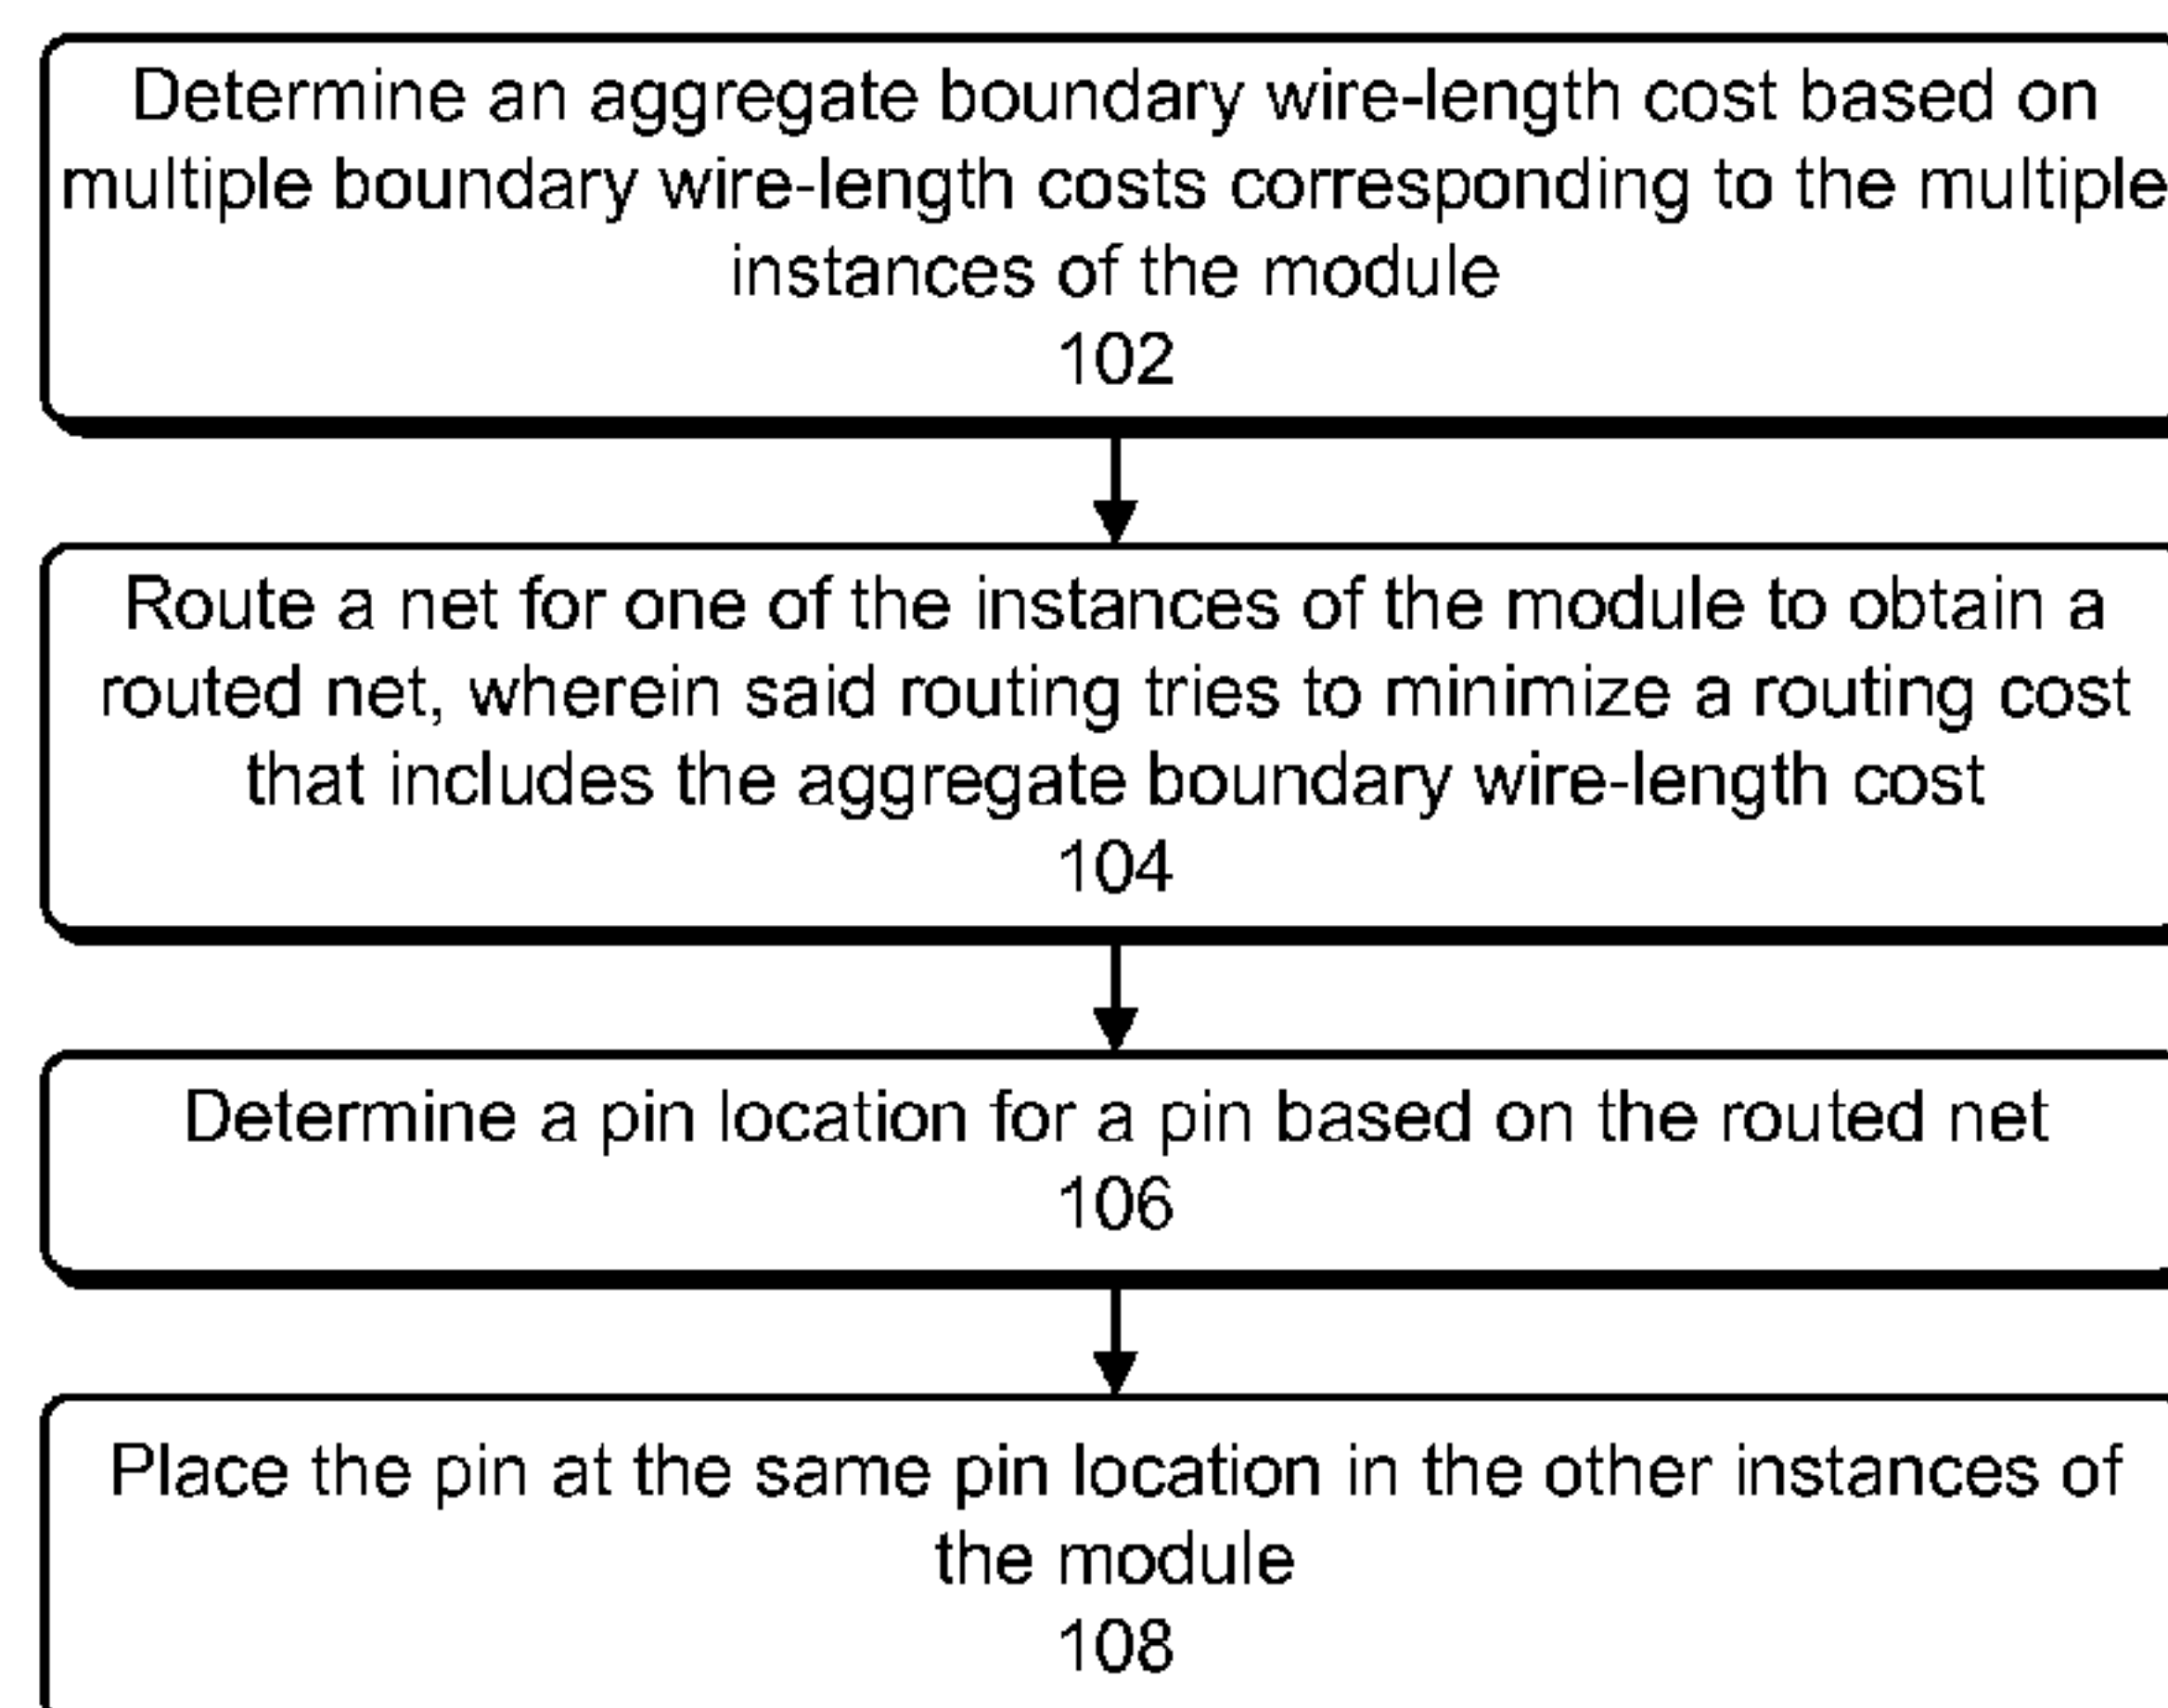 Determine an aggregate boundary wire-length cost based on
multiple boundary wire-length costs corresponding to the multiple
instances of the module
102
Route a net for one of the instances of the module to obtain a
routed net, wherein said routing tries to minimize a routing cost
that includes the aggregate boundary wire-length cost
104
Determine a pin location for a pin based on the routed net
106
Place the pin at the same pin location in the other instances of
the module
108